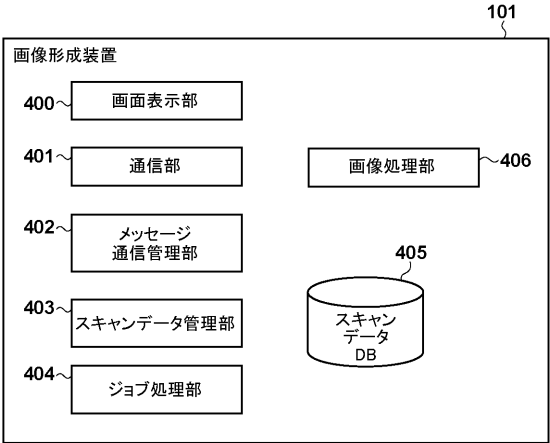 101
画像形成装置
400
画面表示部
401
通信部
画像処理部
406
402
メッセージ
通信管理部
403
スキャンデータ管理部
405
スキャン
データ
DB
404
ジョブ処理部